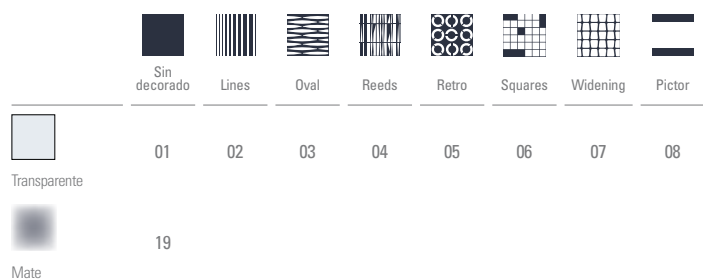 Sin
decorado Lines Oval Reeds Retro Squares Widening Pictor
01 02 03 04 05 06 07 08
Transparente
19
Mate